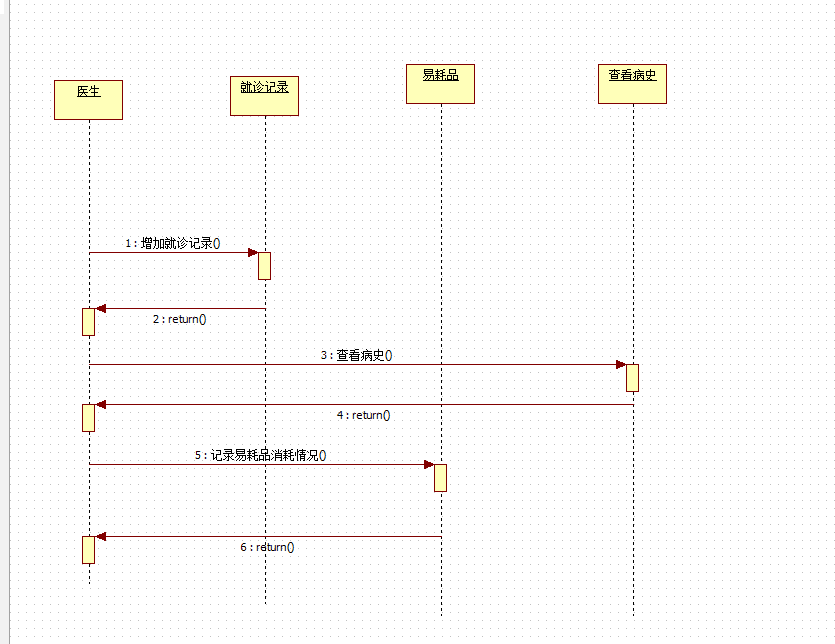 医生
就诊记录
易耗品
查看病史
1 : 增加就诊记录()
2 : return()
3 : 查看病史()
4 : return()
5 : 记录易耗品消耗情况()
6 : return()